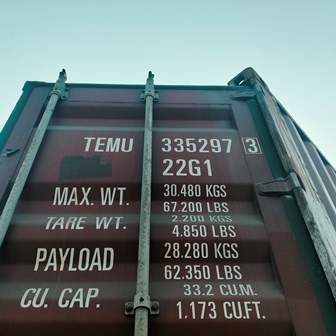 TEMU 335297 3
22G1
MAX. WT. 30.480 KGS
67.200 LBS
TARE WT. 2.200 KGS
4.850 LBS
PAYLOAD 28.280 KGS
62.350 LBS
CU. CAP. 33.2 CU.M.
1.173 CU.FT.